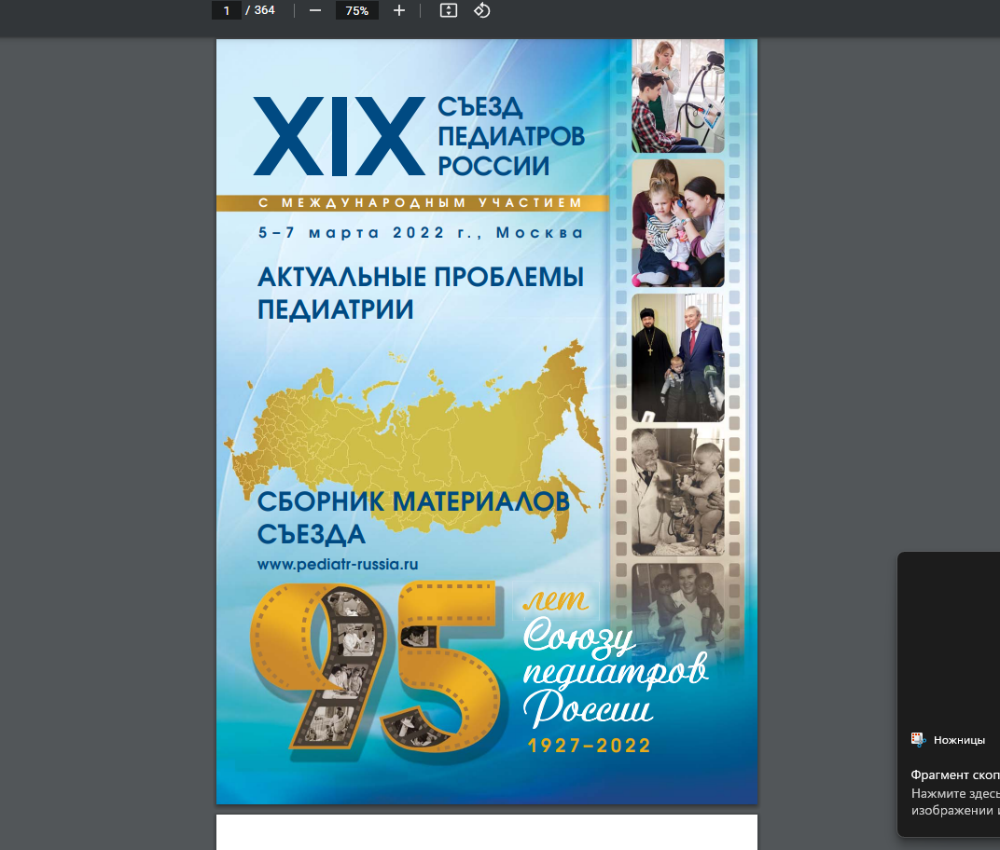 1 / 364
75%
XIX
СЪЕЗД
ПЕДИАТРОВ
РОССИИ
С МЕЖДУНАРОДНЫМ УЧАСТИЕМ
5–7 марта 2022 г., Москва
АКТУАЛЬНЫЕ ПРОБЛЕМЫ
ПЕДИАТРИИ
СБОРНИК МАТЕРИАЛОВ
СЪЕЗДА
www.pediatr-russia.ru
95
лет
Союзу
педиатров
России
1927–2022
Ножницы
Фрагмент скоп
Нажмите здесь
изображении и